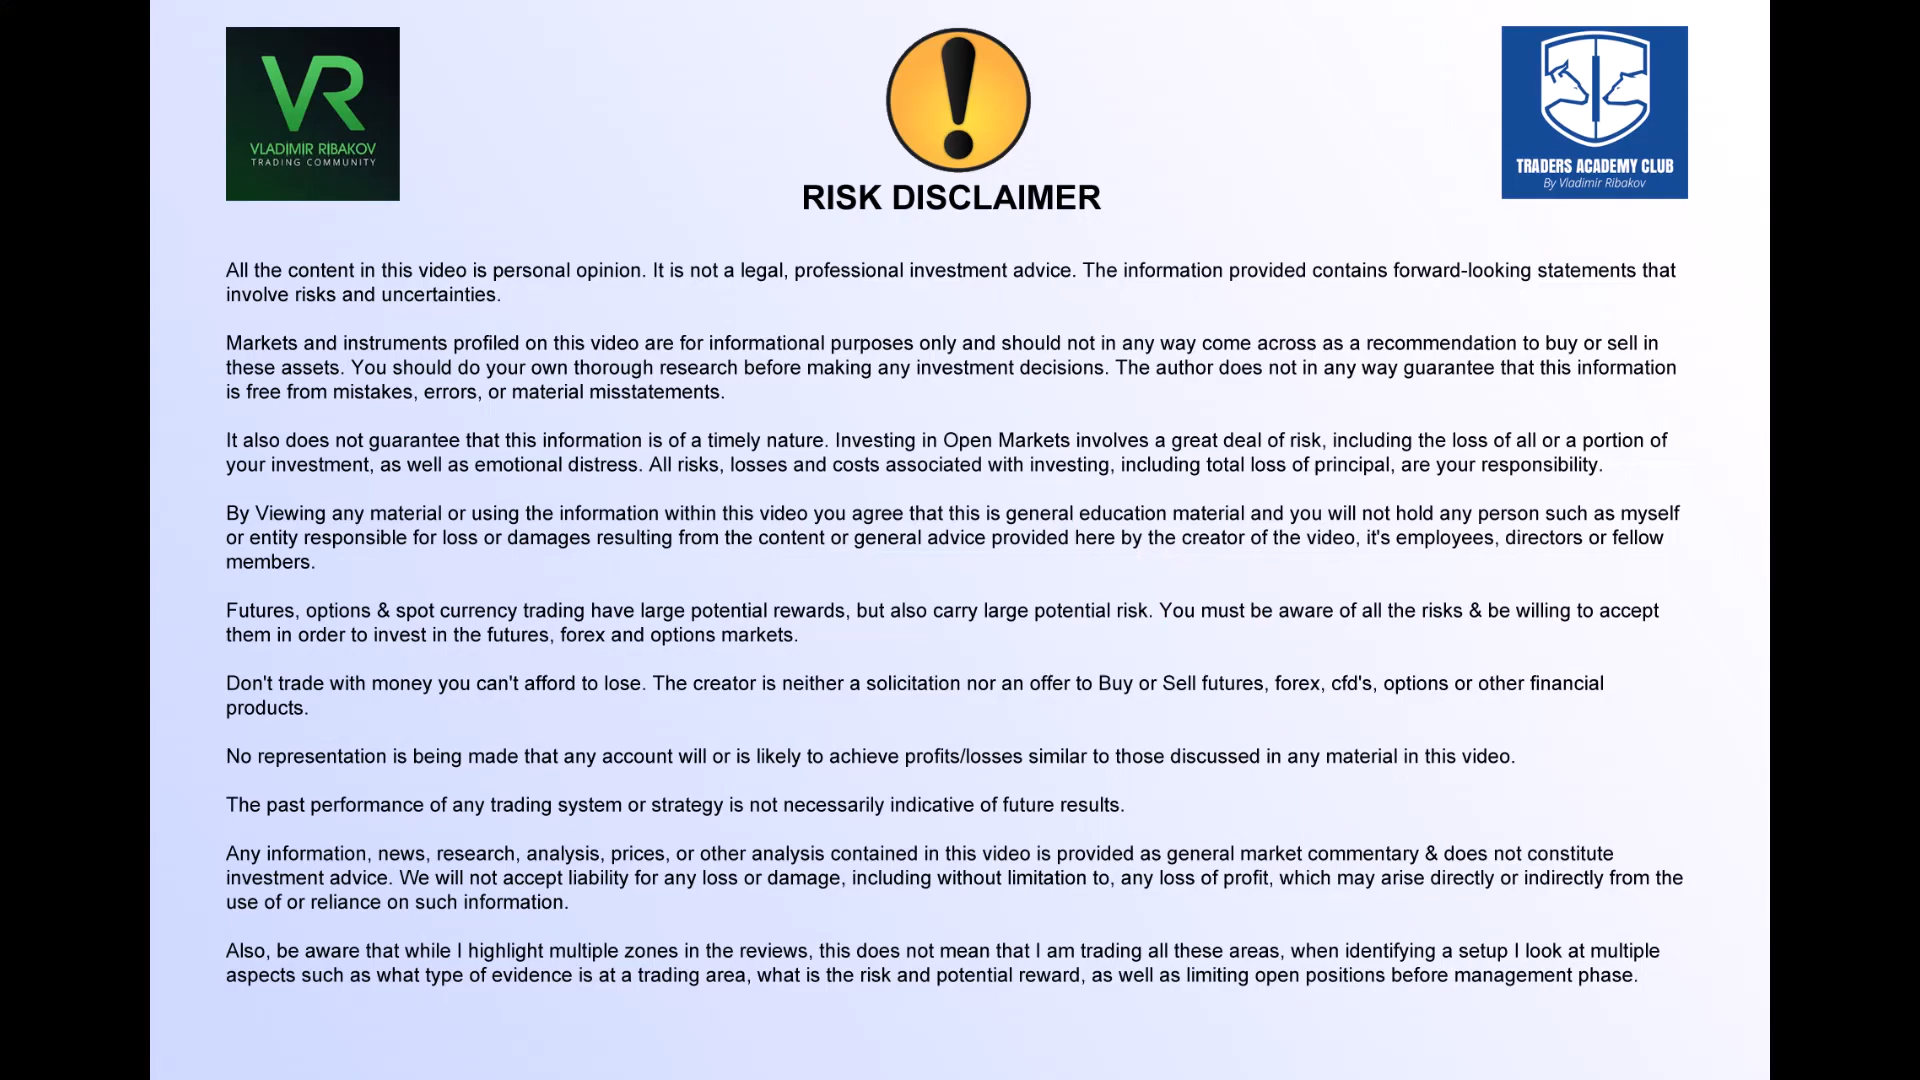 VR
VLADIMIR RIBAKOV
TRADING COMMUNITY
TRADERS ACADEMY CLUB
By Vladimir Ribakov
RISK DISCLAIMER
All the content in this video is personal opinion. It is not a legal, professional investment advice. The information provided contains forward-looking statements that
involve risks and uncertainties.
Markets and instruments profiled on this video are for informational purposes only and should not in any way come across as a recommendation to buy or sell in
these assets. You should do your own thorough research before making any investment decisions. The author does not in any way guarantee that this information
is free from mistakes, errors, or material misstatements.
It also does not guarantee that this information is of a timely nature. Investing in Open Markets involves a great deal of risk, including the loss of all or a portion of
your investment, as well as emotional distress. All risks, losses and costs associated with investing, including total loss of principal, are your responsibility.
By Viewing any material or using the information within this video you agree that this is general education material and you will not hold any person such as myself
or entity responsible for loss or damages resulting from the content or general advice provided here by the creator of the video, it's employees, directors or fellow
members.
Futures, options & spot currency trading have large potential rewards, but also carry large potential risk. You must be aware of all the risks & be willing to accept
them in order to invest in the futures, forex and options markets.
Don't trade with money you can't afford to lose. The creator is neither a solicitation nor an offer to Buy or Sell futures, forex, cfd's, options or other financial
products.
No representation is being made that any account will or is likely to achieve profits/losses similar to those discussed in any material in this video.
The past performance of any trading system or strategy is not necessarily indicative of future results.
Any information, news, research, analysis, prices, or other analysis contained in this video is provided as general market commentary & does not constitute
investment advice. We will not accept liability for any loss or damage, including without limitation to, any loss of profit, which may arise directly or indirectly from the
use of or reliance on such information.
Also, be aware that while I highlight multiple zones in the reviews, this does not mean that I am trading all these areas, when identifying a setup I look at multiple
aspects such as what type of evidence is at a trading area, what is the risk and potential reward, as well as limiting open positions before management phase.